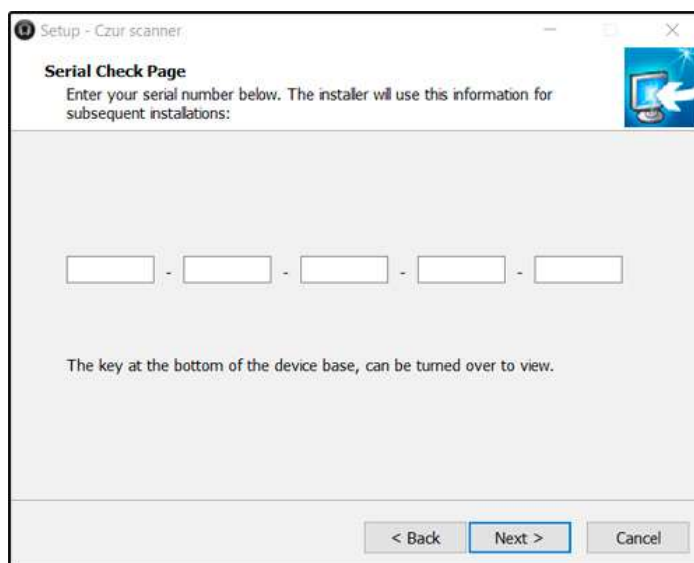 Setup - Czur scanner
Serial Check Page
Enter your serial number below. The installer will use this information for
subsequent installations:
- - - -
The key at the bottom of the device base, can be turned over to view.
< Back Next > Cancel